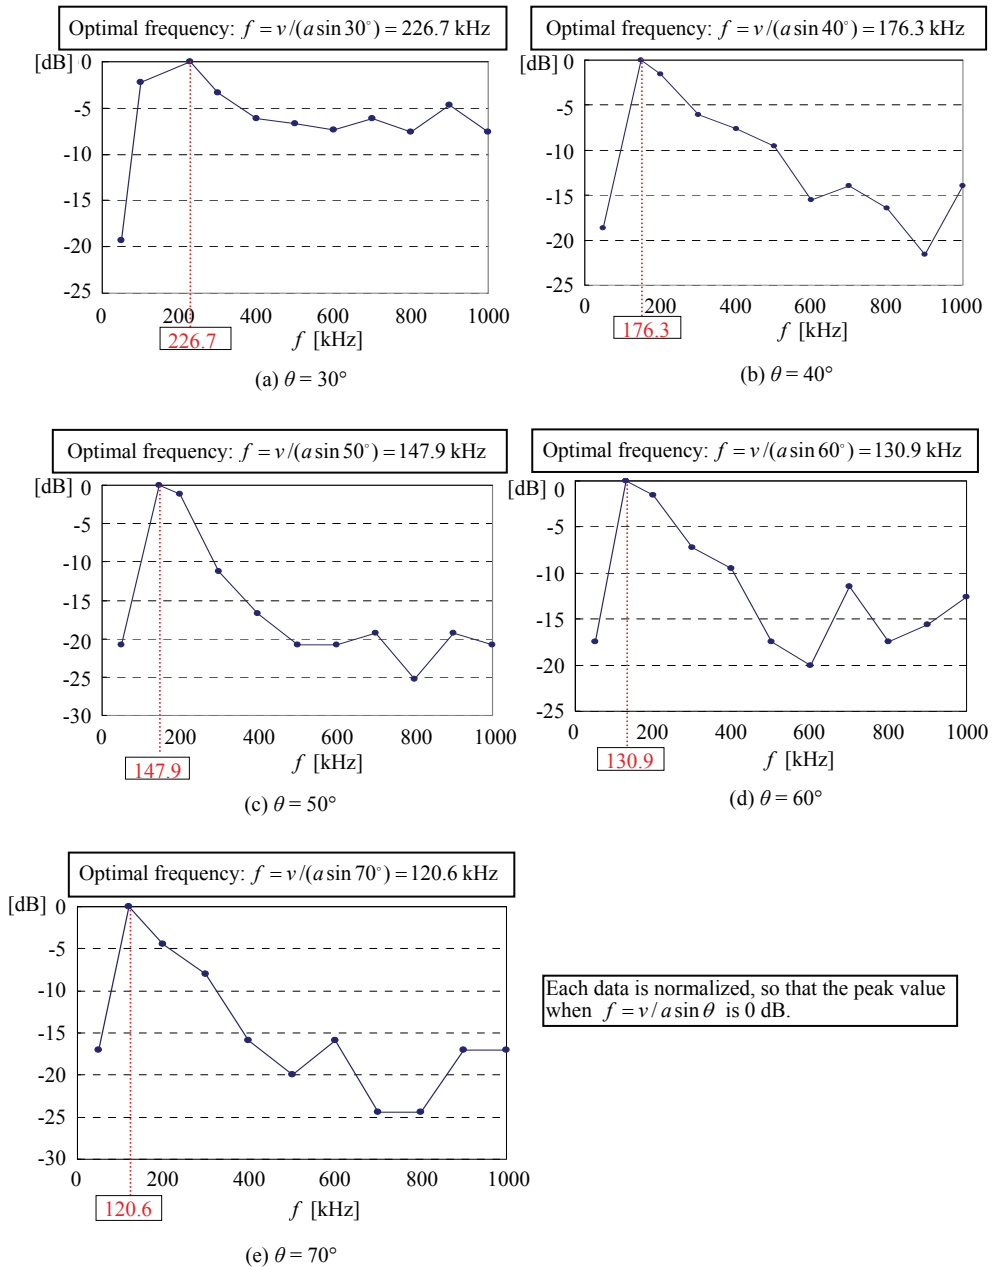 Optimal frequency: f = v/(a sin 30°) = 226.7 kHz
[dB]
0
-5
-10
-15
-20
-25
0 200 400 600 800 1000
226.7
f [kHz]
(a) θ = 30°
Optimal frequency: f = v/(a sin 40°) = 176.3 kHz
[dB]
0
-5
-10
-15
-20
-25
0 200 400 600 800 1000
176.3
f [kHz]
(b) θ = 40°
Optimal frequency: f = v/(a sin 50°) = 147.9 kHz
[dB]
0
-5
-10
-15
-20
-25
-30
0 200 400 600 800 1000
147.9
f [kHz]
(c) θ = 50°
Optimal frequency: f = v/(a sin 60°) = 130.9 kHz
[dB]
0
-5
-10
-15
-20
-25
0 200 400 600 800 1000
130.9
f [kHz]
(d) θ = 60°
Optimal frequency: f = v/(a sin 70°) = 120.6 kHz
[dB]
0
-5
-10
-15
-20
-25
-30
0 200 400 600 800 1000
120.6
f [kHz]
(e) θ = 70°
Each data is normalized, so that the peak value
when f = v/a sin θ is 0 dB.